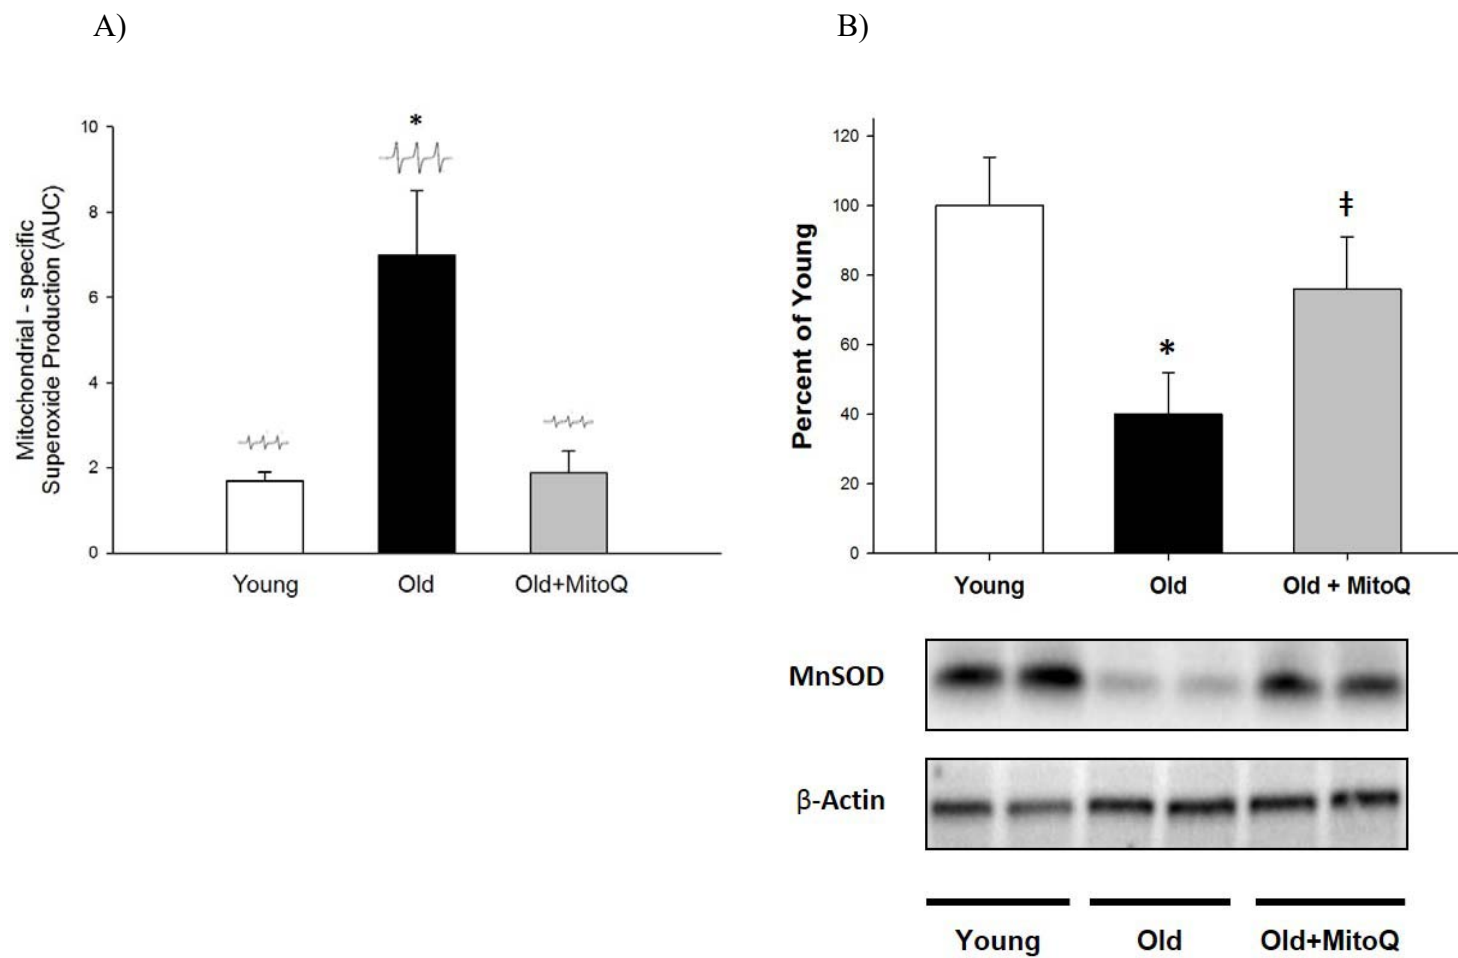 A)
B)
10
8
6
4
2
0
Mitochondrial - specific
Superoxide Production (AUC)
*
Young
Old
Old+MitoQ
120
100
80
60
40
20
0
Percent of Young
*
‡
Young
Old
Old + MitoQ
MnSOD
β-Actin
Young
Old
Old+MitoQ